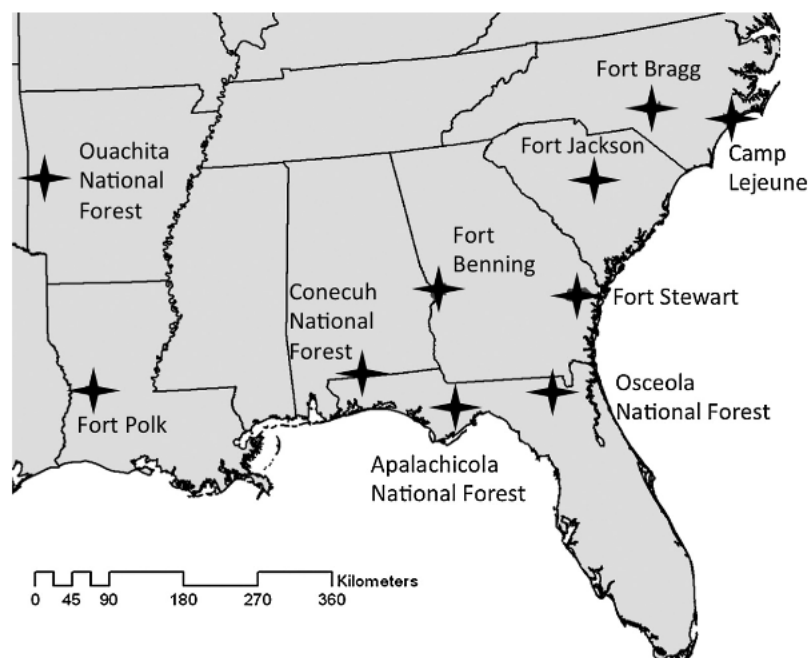 Fort Bragg
Ouachita
National
Forest
Fort Jackson
Camp
Lejeune
Fort
Benning
Conecuh
National
Forest
Fort Stewart
Osceola
National Forest
Fort Polk
Apalachicola
National Forest
Kilometers
0 45 90 180 270 360